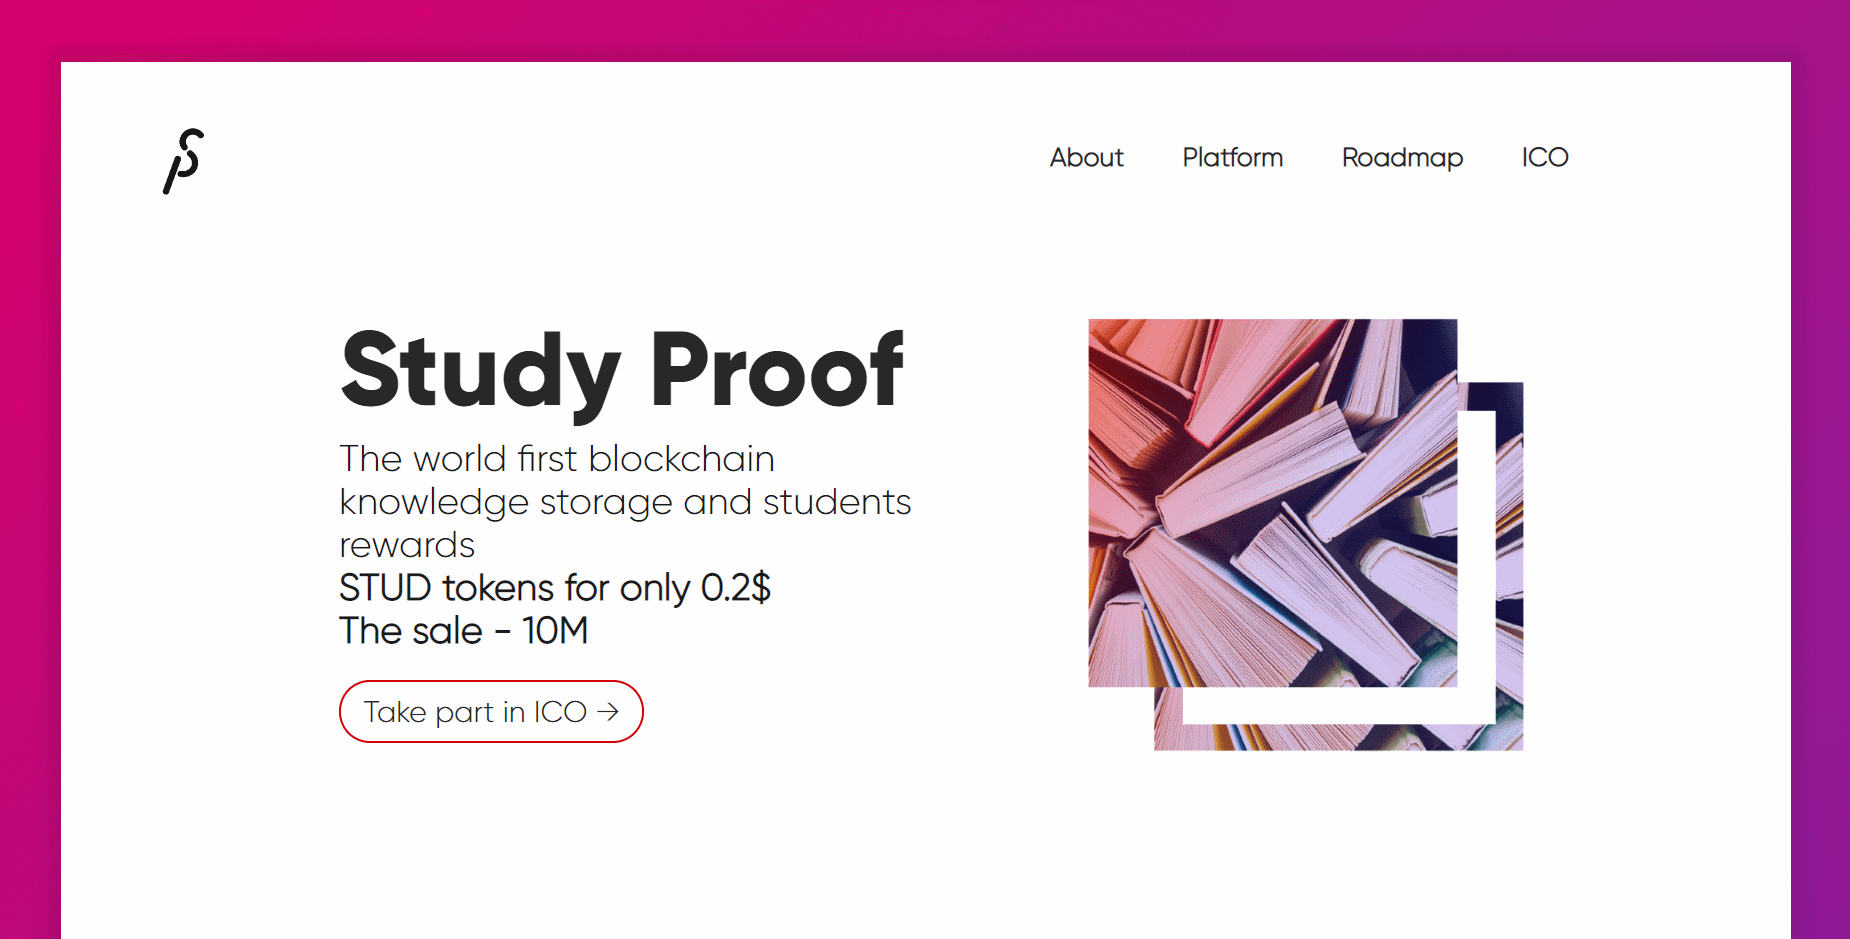 About Platform Roadmap ICO
Study Proof
The world first blockchain
knowledge storage and students
rewards
STUD tokens for only 0.2$
The sale - 10M
Take part in ICO →